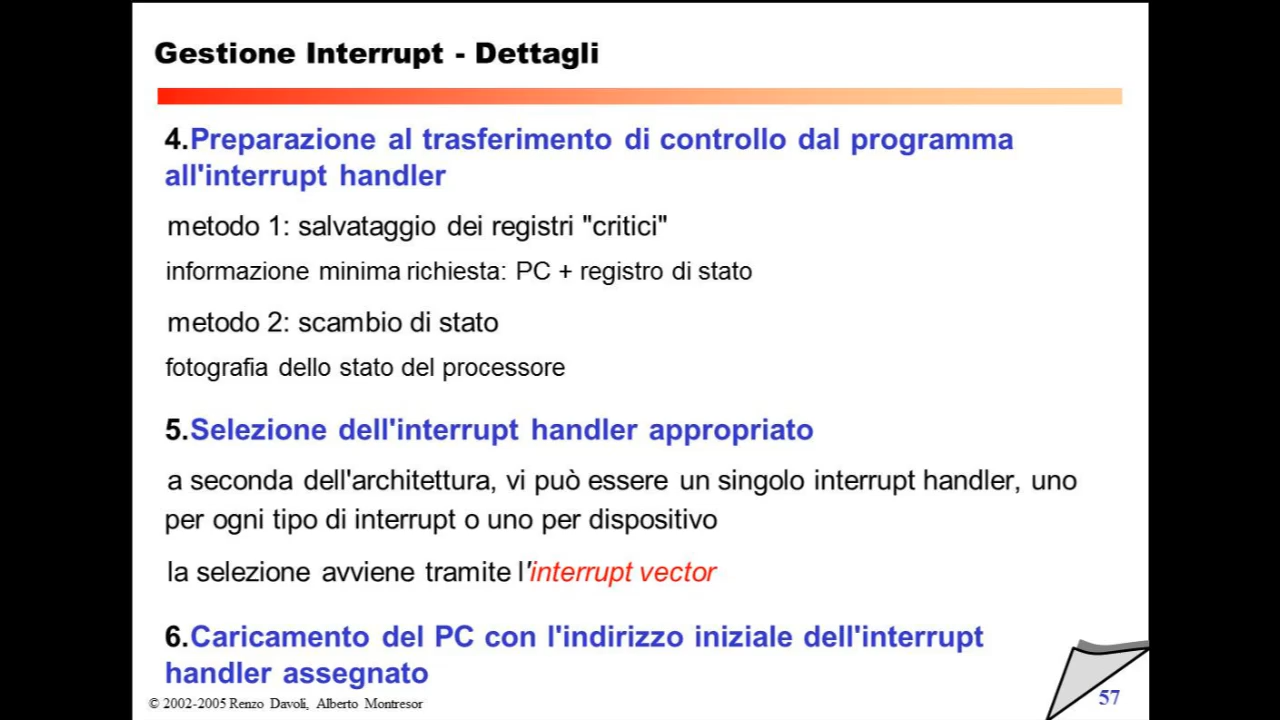 Gestione Interrupt - Dettagli
4.Preparazione al trasferimento di controllo dal programma
all'interrupt handler
metodo 1: salvataggio dei registri "critici"
informazione minima richiesta: PC + registro di stato
metodo 2: scambio di stato
fotografia dello stato del processore
5.Selezione dell'interrupt handler appropriato
a seconda dell'architettura, vi può essere un singolo interrupt handler, uno
per ogni tipo di interrupt o uno per dispositivo
la selezione avviene tramite l'interrupt vector
6.Caricamento del PC con l'indirizzo iniziale dell'interrupt
handler assegnato
© 2002-2005 Renzo Davoli, Alberto Montresor
57